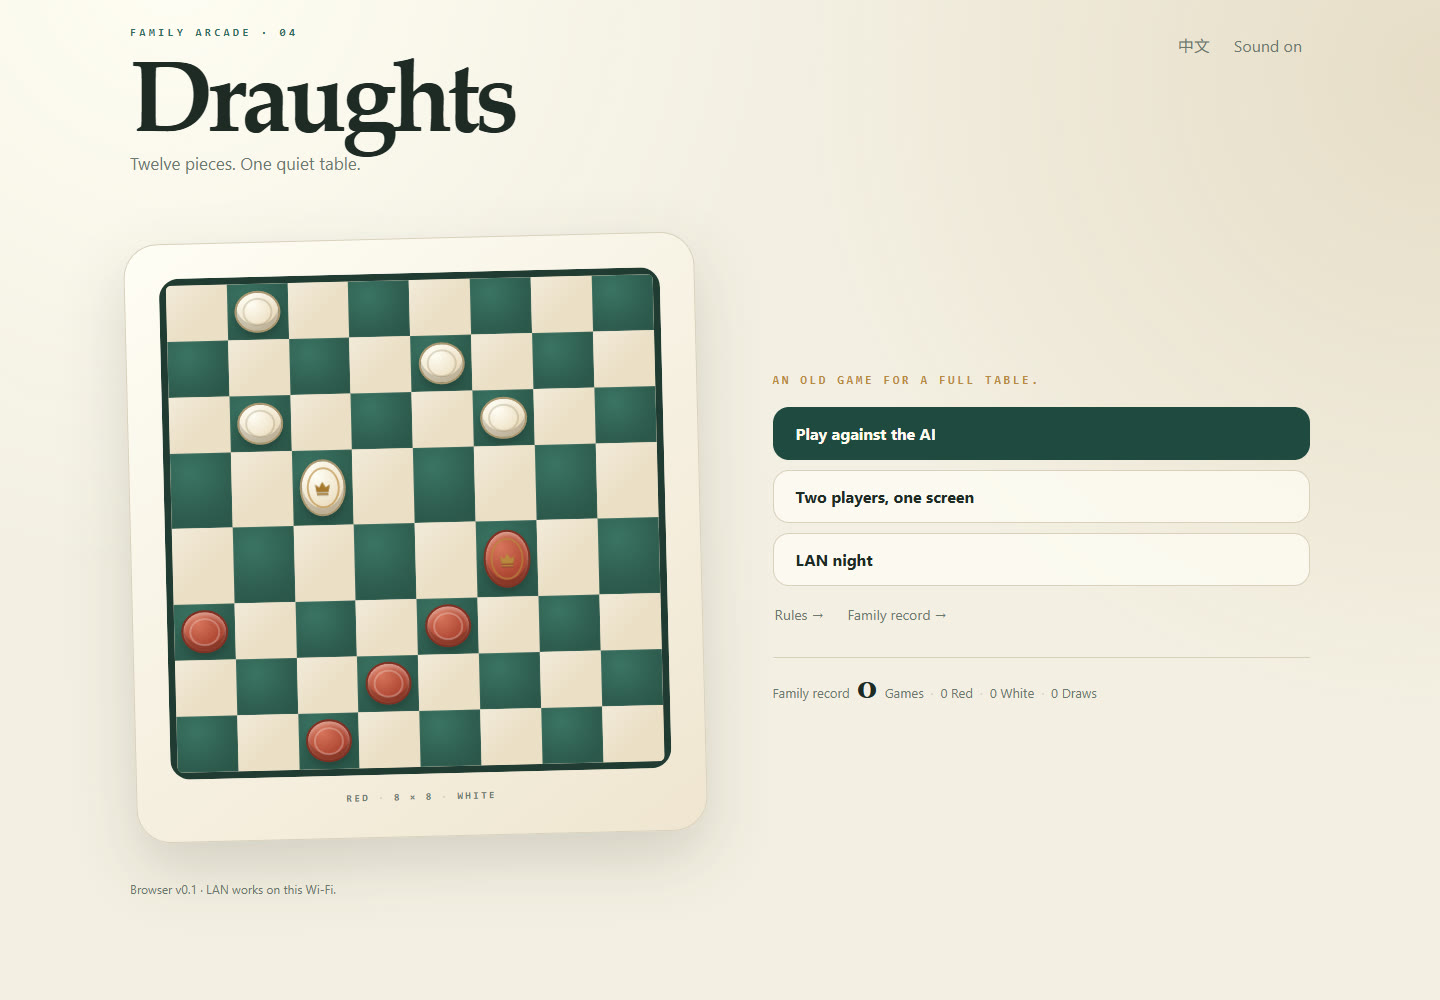 FAMILY ARCADE · 04
Draughts
Twelve pieces. One quiet table.
中文 Sound on
AN OLD GAME FOR A FULL TABLE.
Play against the AI
Two players, one screen
LAN night
Rules → Family record →
Family record 0 Games · 0 Red · 0 White · 0 Draws
RED · 8 × 8 · WHITE
Browser v0.1 · LAN works on this Wi-Fi.